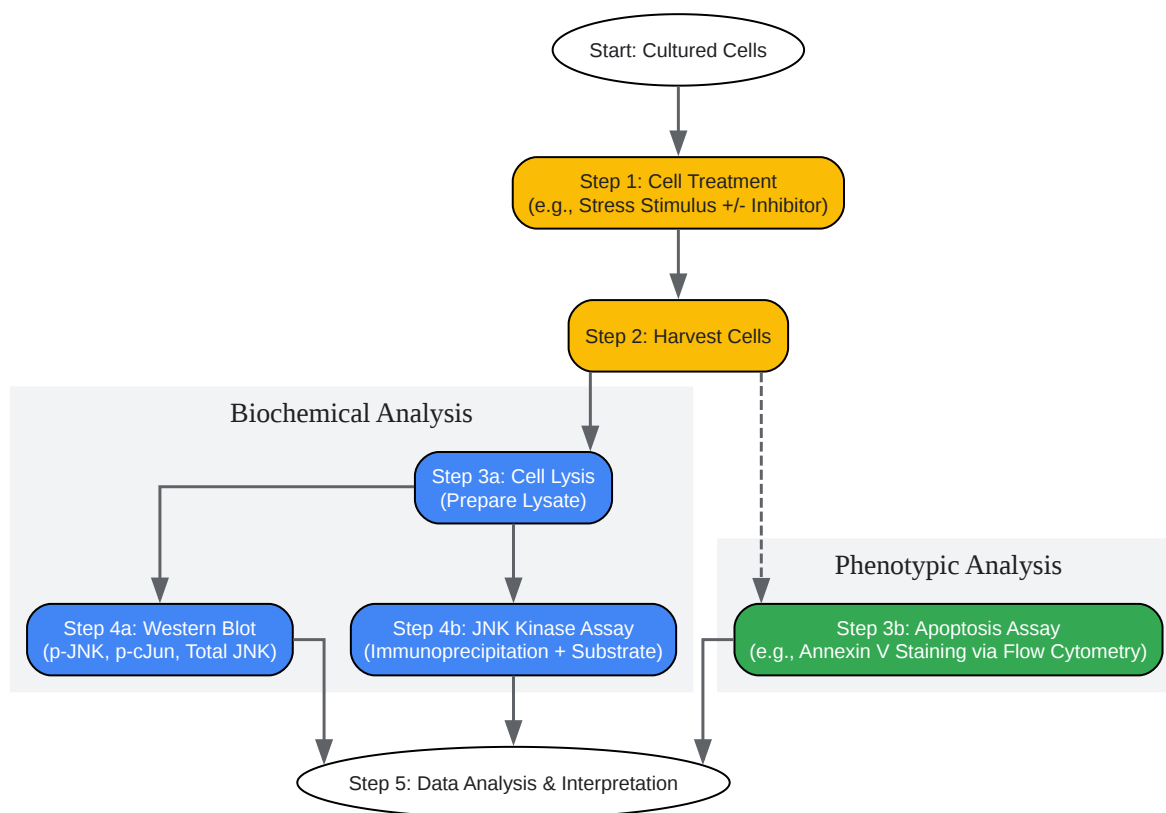 Start: Cultured Cells
Step 1: Cell Treatment
(e.g., Stress Stimulus +/- Inhibitor)
Step 2: Harvest Cells
Biochemical Analysis
Step 3a: Cell Lysis
(Prepare Lysate)
Phenotypic Analysis
Step 4a: Western Blot
(p-JNK, p-cJun, Total JNK)
Step 4b: JNK Kinase Assay
(Immunoprecipitation + Substrate)
Step 3b: Apoptosis Assay
(e.g., Annexin V Staining via Flow Cytometry)
Step 5: Data Analysis & Interpretation